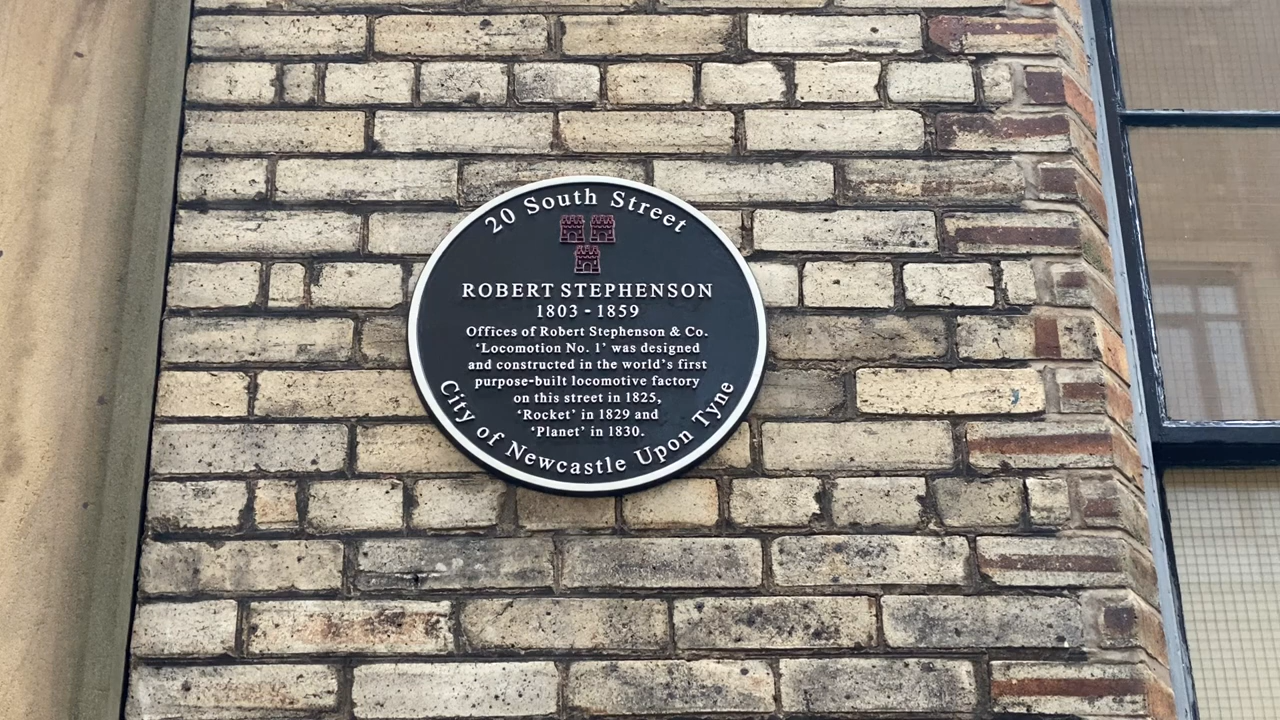 20 South Street
ROBERT STEPHENSON
1803 - 1859
Offices of Robert Stephenson & Co.
‘Locomotion No. 1’ was designed
and constructed in the world’s first
purpose-built locomotive factory
on this street in 1825,
‘Rocket’ in 1829 and
‘Planet’ in 1830.
City of Newcastle Upon Tyne